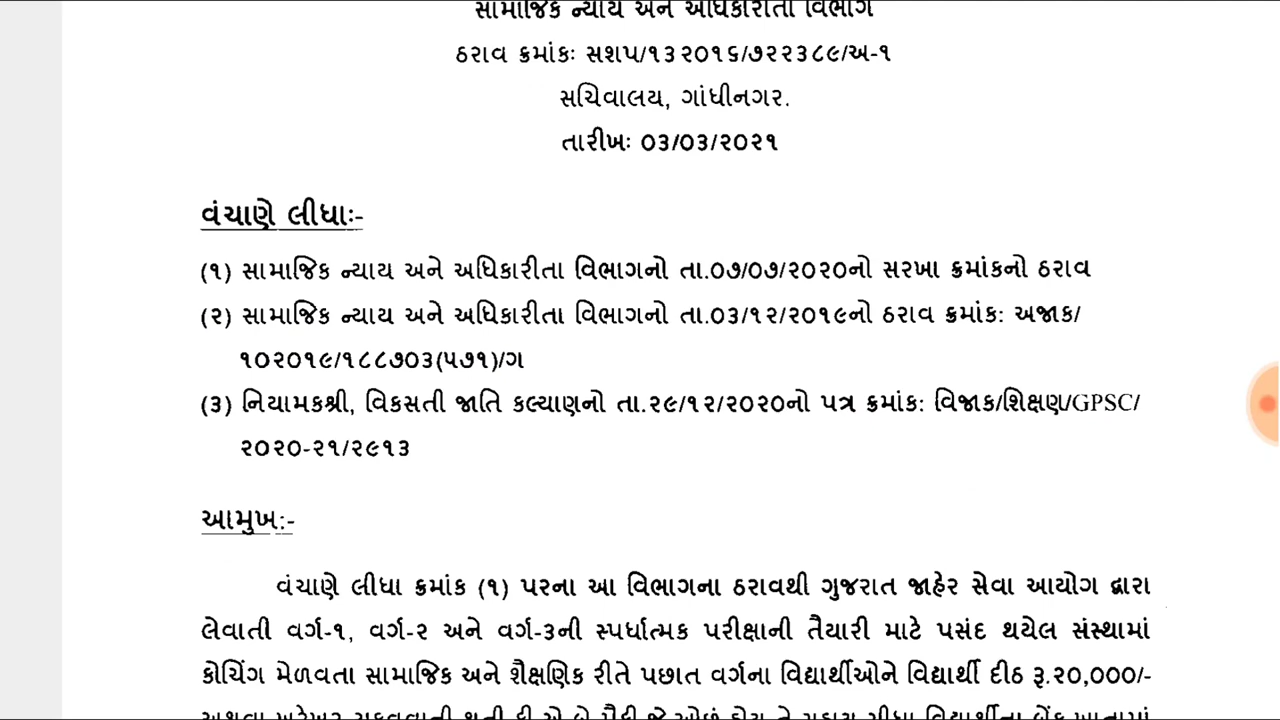 સામાજિક ન્યાય અને અધિકારીતા વિભાગ
ઠરાવ ક્રમાંકઃ સશપ/૧૩૨૦૧૬/૭૨૨૩૮૯/અ-૧
સચિવાલય, ગાંધીનગર.
તારીખઃ ૦૩/૦૩/૨૦૨૧
વંચાણે લીધાઃ-
(૧) સામાજિક ન્યાય અને અધિકારીતા વિભાગનો તા.૦૭/૦૭/૨૦૨૦નો સરખા ક્રમાંકનો ઠરાવ
(૨) સામાજિક ન્યાય અને અધિકારીતા વિભાગનો તા.૦૩/૧૨/૨૦૧૯નો ઠરાવ ક્રમાંક: અજાક/
૧૦૨૦૧૯/૧૮૮૭૦૩(૫૭૧)/ગ
(૩) નિયામકશ્રી, વિકસતી જાતિ કલ્યાણનો તા.૨૯/૧૨/૨૦૨૦નો પત્ર ક્રમાંક: વિજાક/શિક્ષણ/GPSC/
૨૦૨૦-૨૧/૨૯૧૩
આમુખ:-
વંચાણે લીધા ક્રમાંક (૧) પરના આ વિભાગના ઠરાવથી ગુજરાત જાહેર સેવા આયોગ દ્વારા
લેવાતી વર્ગ-૧, વર્ગ-૨ અને વર્ગ-૩ની સ્પર્ધાત્મક પરીક્ષાની તૈયારી માટે પસંદ થયેલ સંસ્થામાં
કોચિંગ મેળવતા સામાજિક અને શૈક્ષણિક રીતે પછાત વર્ગના વિદ્યાર્થીઓને વિદ્યાર્થી દીઠ રૂ.૨૦,૦૦૦/-